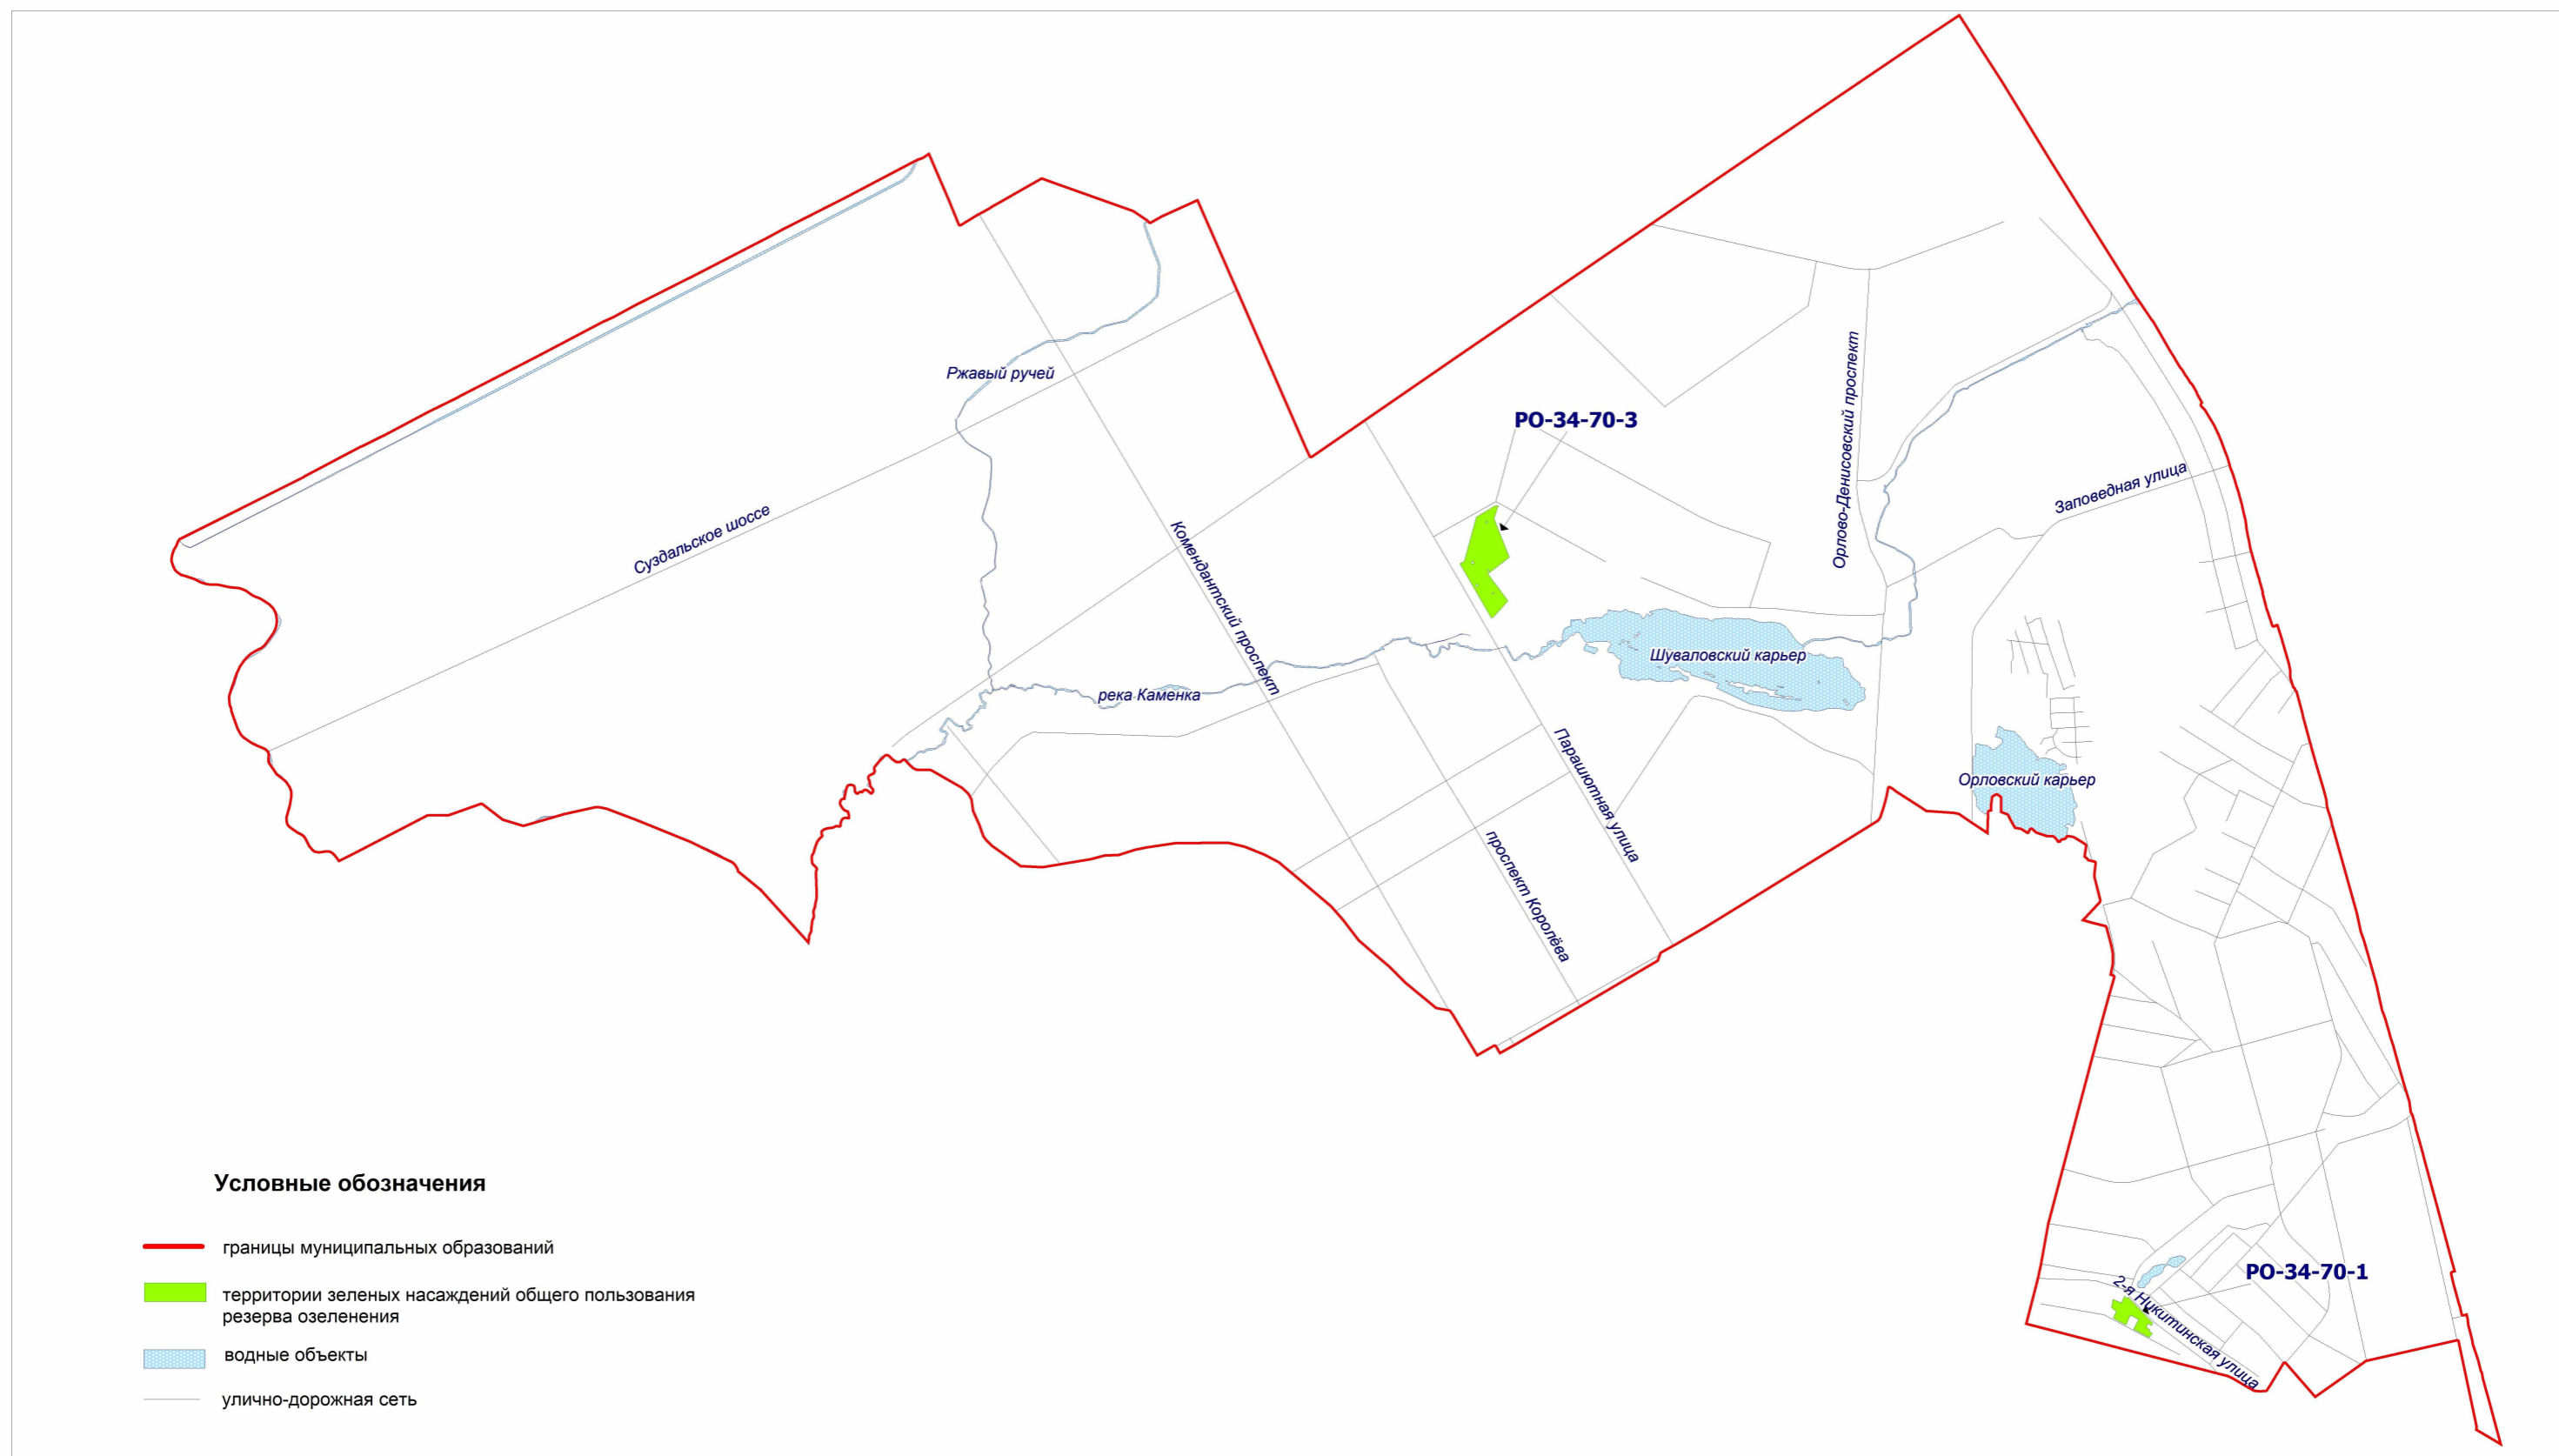 Ржавый ручей
РО-34-70-3
Орлово-Денисовский проспект
Заповедная улица
Суздальское шоссе
Комендантский проспект
Шуваловский карьер
река Каменка
Орловский карьер
Парашютная улица
проспект Королёва
Условные обозначения
границы муниципальных образований
территории зеленых насаждений общего пользования
резерва озеленения
водные объекты
улично-дорожная сеть
РО-34-70-1
2-я Никитинская улица